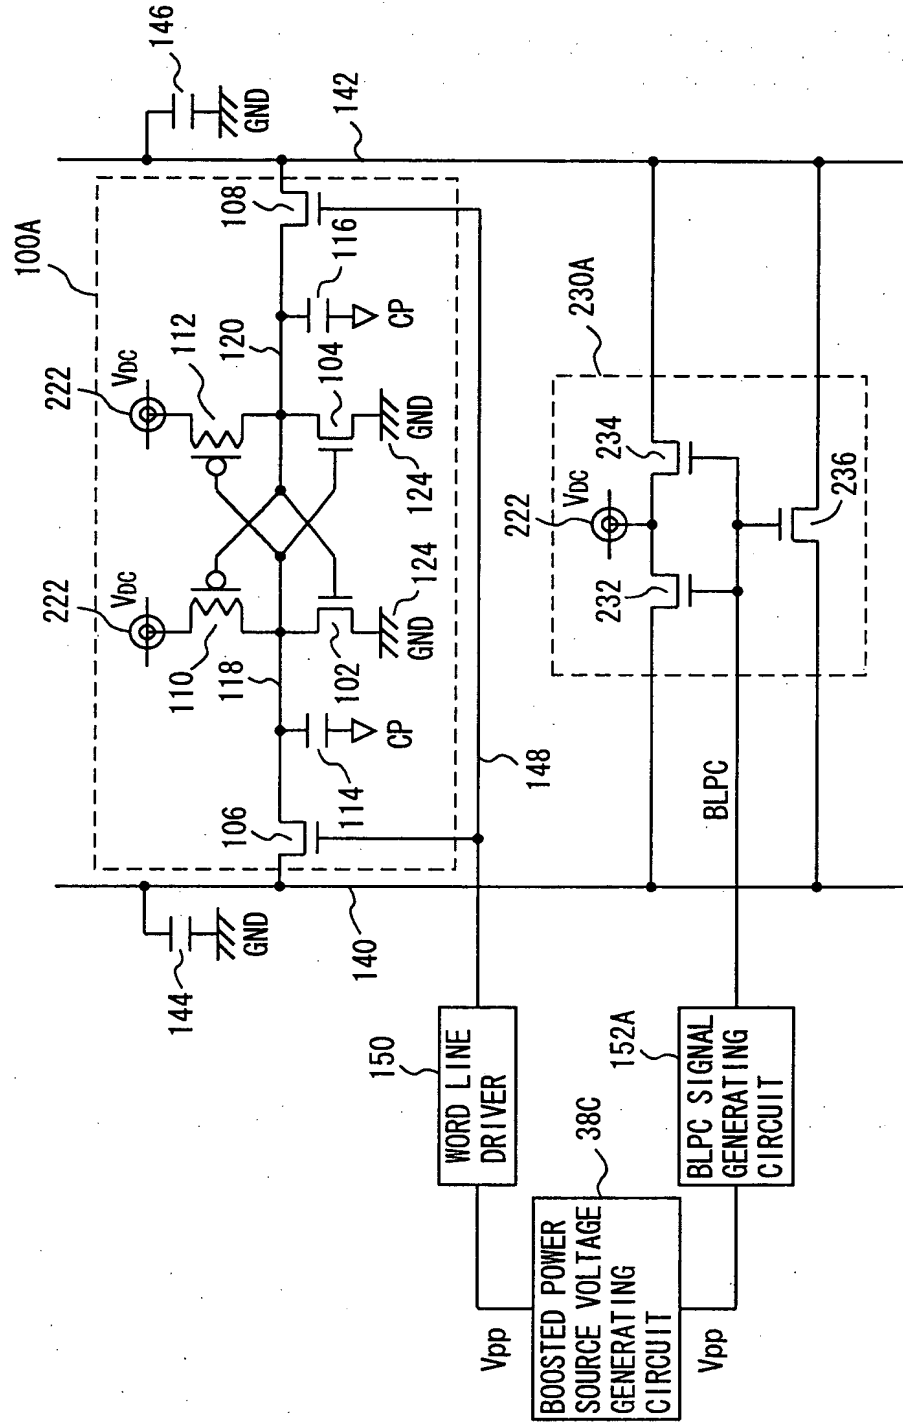 100A
222
222
VDC
VDC
146
144
110
112
118
108
GND
GND
120
106
102
104
116
142
114
140
CP
CP
GND
124
124
GND
150
WORD LINE
DRIVER
148
Vpp
38C
BOOSTED POWER
SOURCE VOLTAGE
GENERATING
CIRCUIT
222
VDC
230A
232
234
152A
BLPC SIGNAL
GENERATING
CIRCUIT
Vpp
BLPC
236